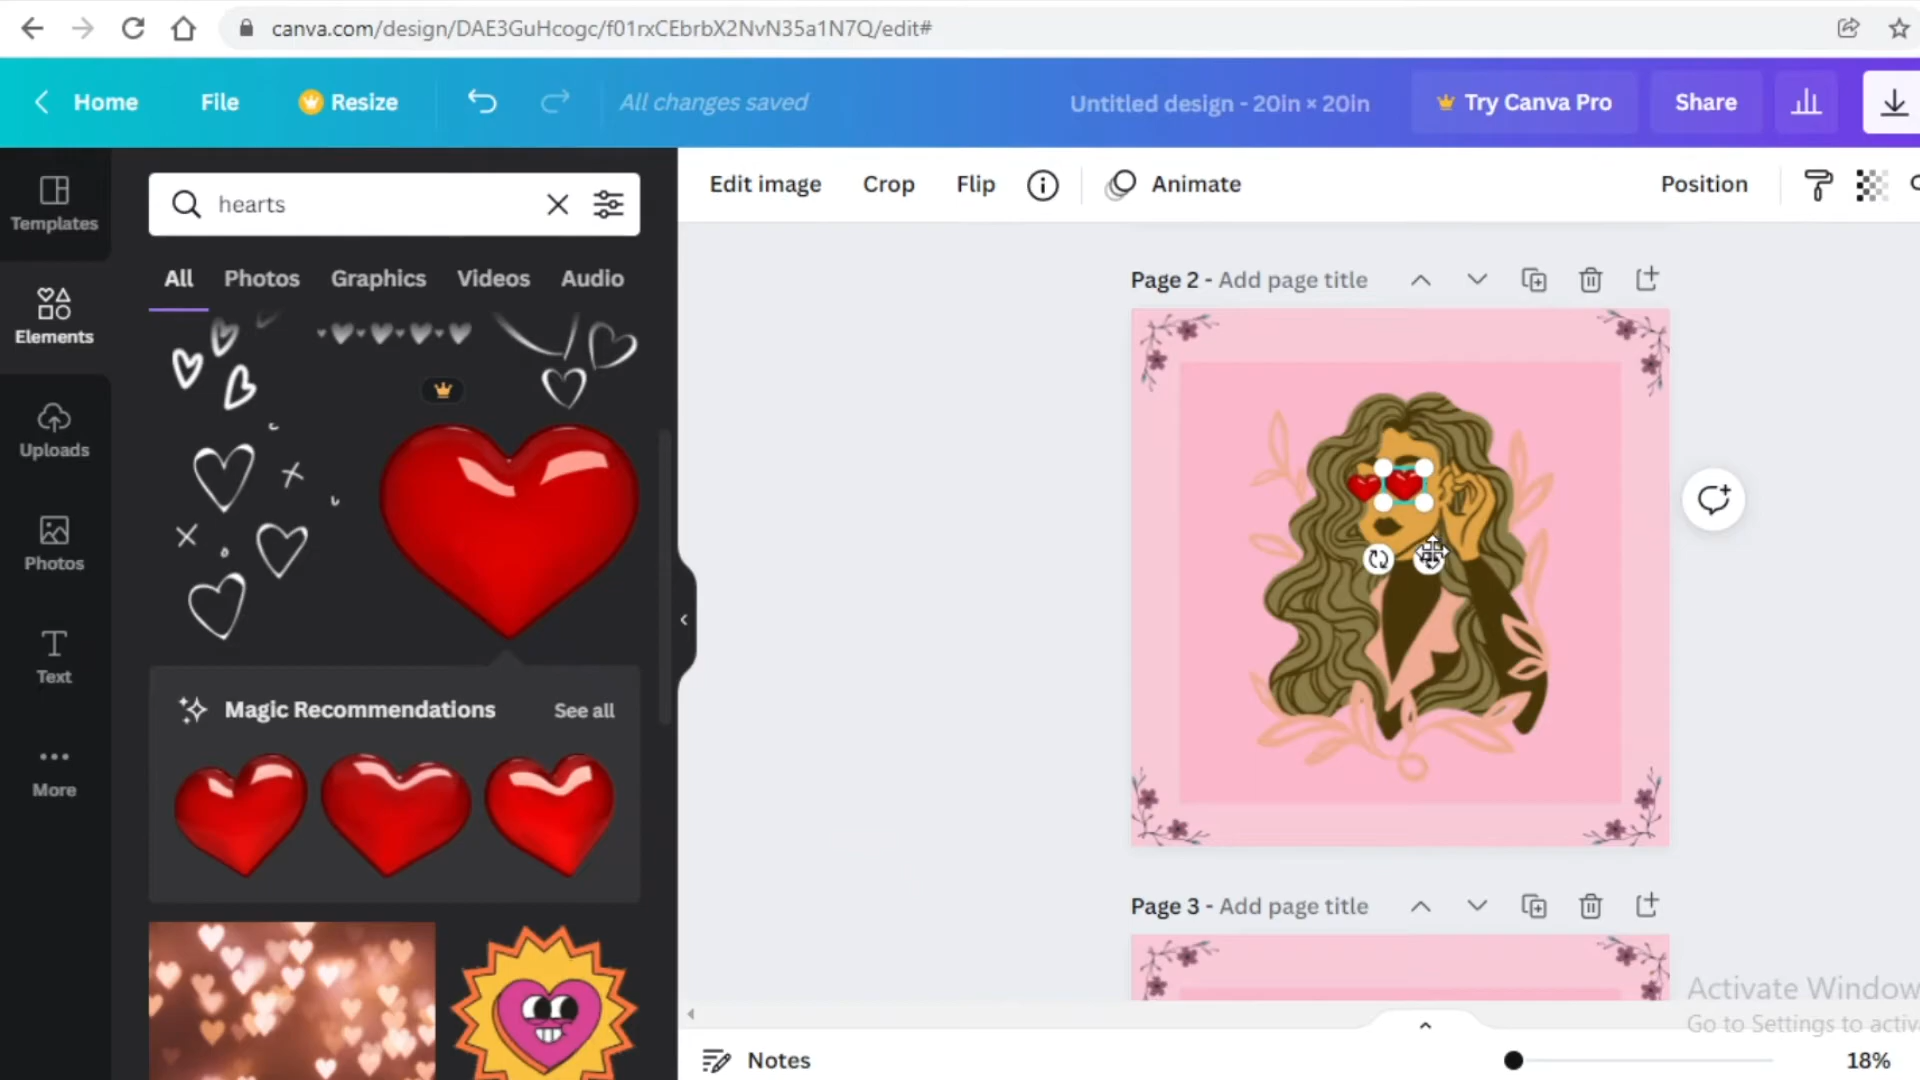 canva.com/design/DAE3GuHcogc/f01rxCEbrbX2NvN35a1N7Q/edit#
Home File Resize All changes saved Untitled design - 20in × 20in Try Canva Pro Share
Templates
Elements
Uploads
Photos
Text
More
hearts
All Photos Graphics Videos Audio
Magic Recommendations See all
Edit image Crop Flip Animate Position
Page 2 - Add page title
Page 3 - Add page title
Activate Window
Go to Settings to activ
Notes
18%